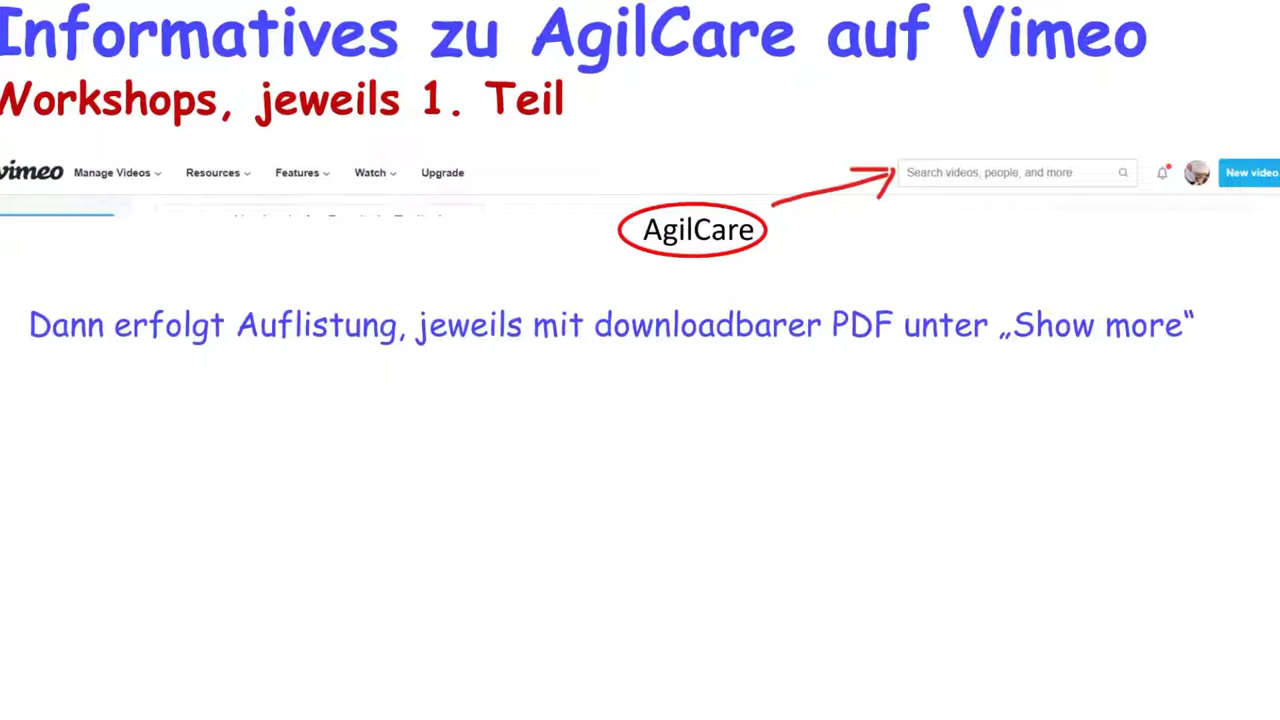 Informatives zu AgilCare auf Vimeo
Workshops, jeweils 1. Teil
vimeo Manage Videos Resources Features Watch Upgrade Search videos, people, and more New video
AgilCare
Dann erfolgt Auflistung, jeweils mit downloadbarer PDF unter „Show more“